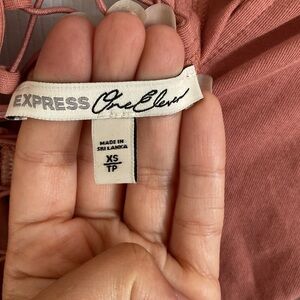 EXPRESS One Eleven
MADE IN
SRI LANKA
XS
TP